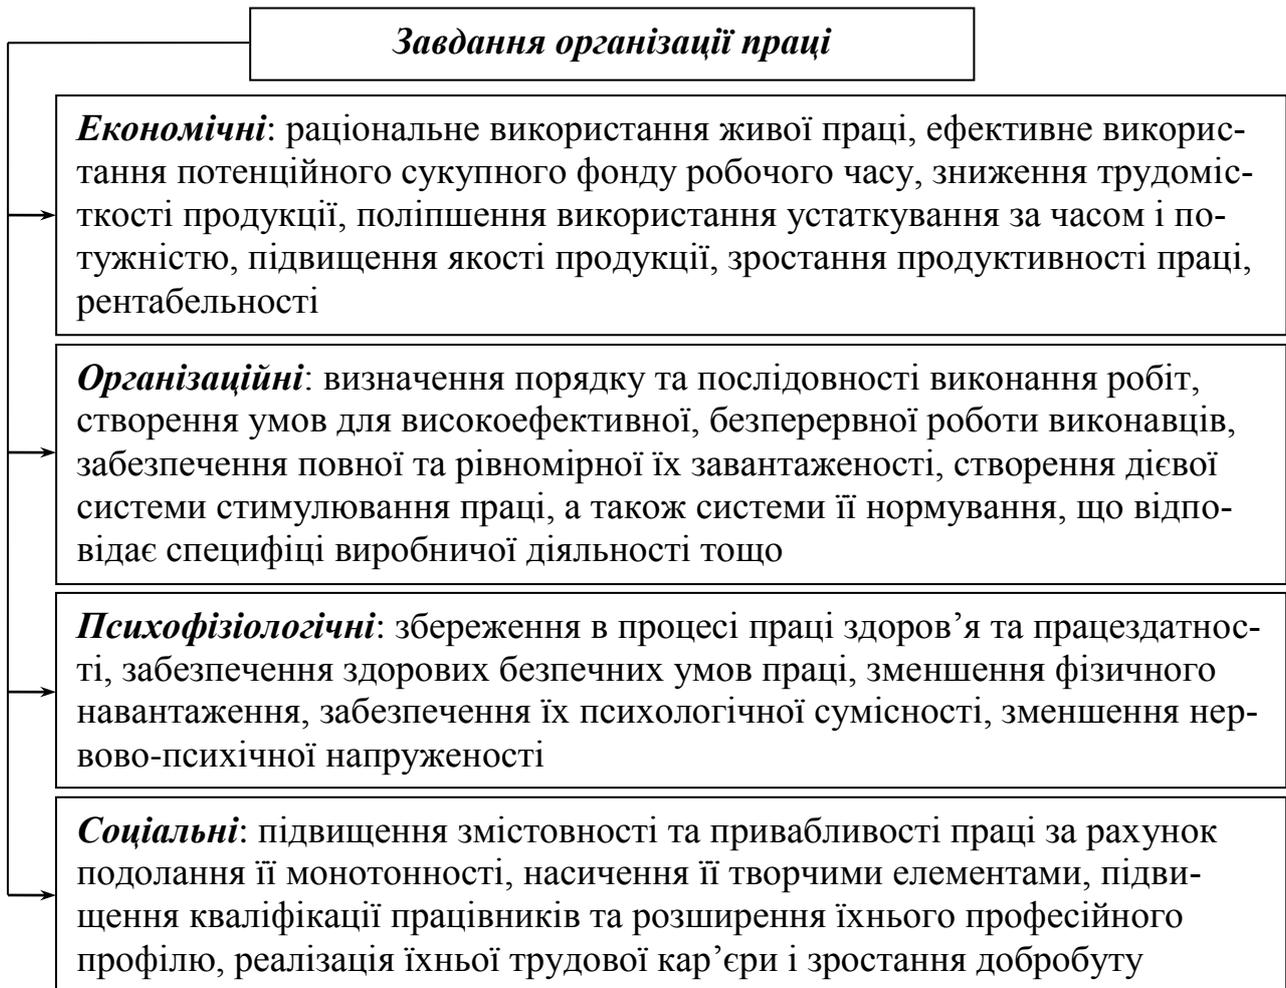 Завдання організації праці
Економічні: раціональне використання живої праці, ефективне викорис-
тання потенційного сукупного фонду робочого часу, зниження трудоміс-
ткості продукції, поліпшення використання устаткування за часом і по-
тужністю, підвищення якості продукції, зростання продуктивності праці,
рентабельності
Організаційні: визначення порядку та послідовності виконання робіт,
створення умов для високоефективної, безперервної роботи виконавців,
забезпечення повної та рівномірної їх завантаженості, створення дієвої
системи стимулювання праці, а також системи її нормування, що відпо-
відає специфіці виробничої діяльності тощо
Психофізіологічні: збереження в процесі праці здоров’я та працездатнос-
ті, забезпечення здорових безпечних умов праці, зменшення фізичного
навантаження, забезпечення їх психологічної сумісності, зменшення нер-
вово-психічної напруженості
Соціальні: підвищення змістовності та привабливості праці за рахунок
подолання її монотонності, насичення її творчими елементами, підви-
щення кваліфікації працівників та розширення їхнього професійного
профілю, реалізація їхньої трудової кар’єри і зростання добробуту